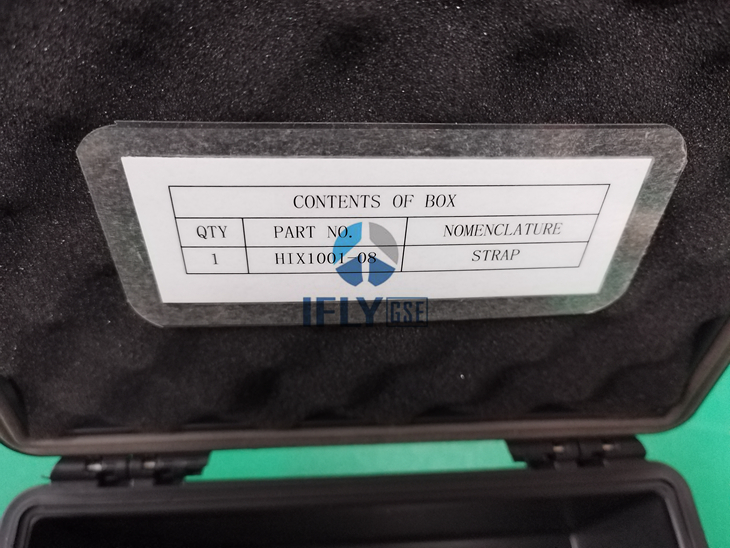 CONTENTS OF BOX
QTY PART NO. NOMENCLATURE
1 HIX1001-08 STRAP
IFLY GSE